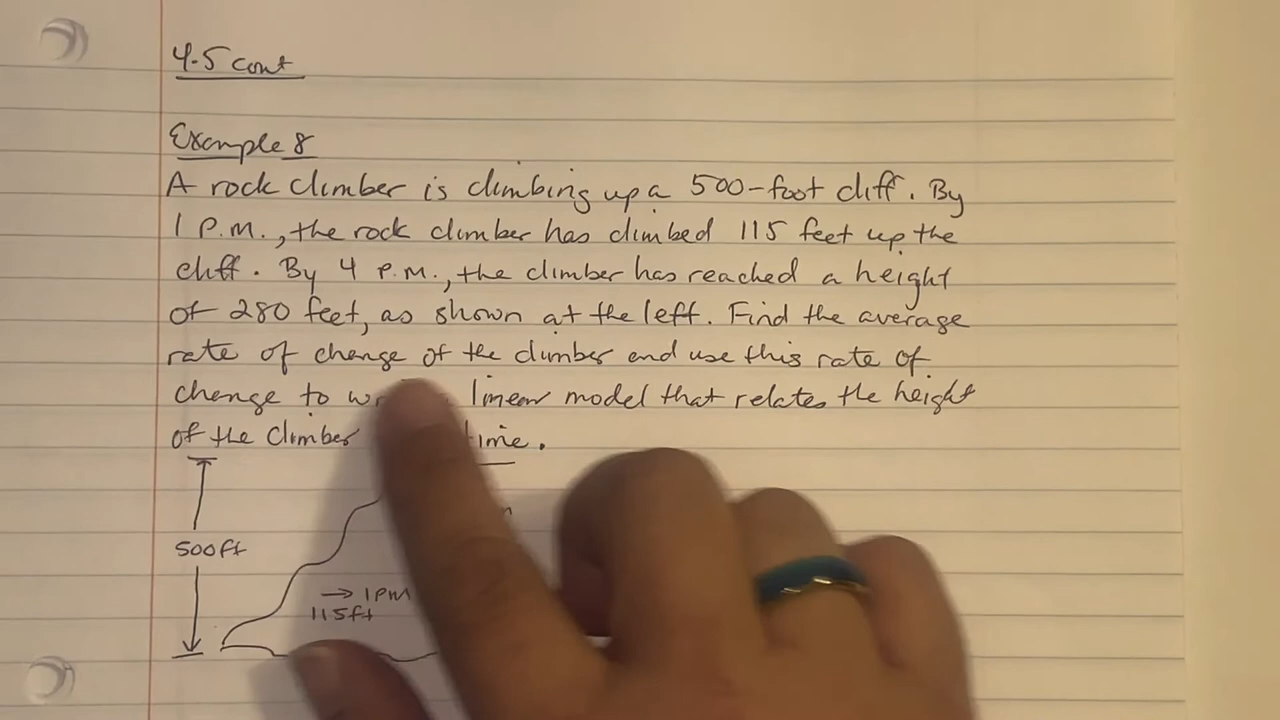 4.5 cont
Example 8
A rock climber is climbing up a 500-foot cliff. By
1 P.M., the rock climber has climbed 115 feet up the
cliff. By 4 P.M., the climber has reached a height
of 280 feet, as shown at the left. Find the average
rate of change of the climber and use this rate of
change to linear model that relates the height
of the climber time.
500ft
→ 1PM
115ft